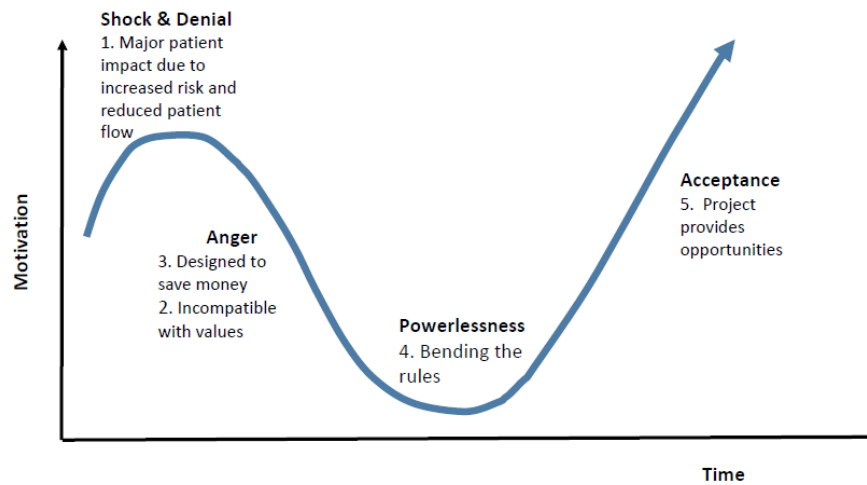 Shock & Denial
1. Major patient
impact due to
increased risk and
reduced patient
flow
Motivation
Anger
3. Designed to
save money
2. Incompatible
with values
Powerlessness
4. Bending the
rules
Acceptance
5. Project
provides
opportunities
Time